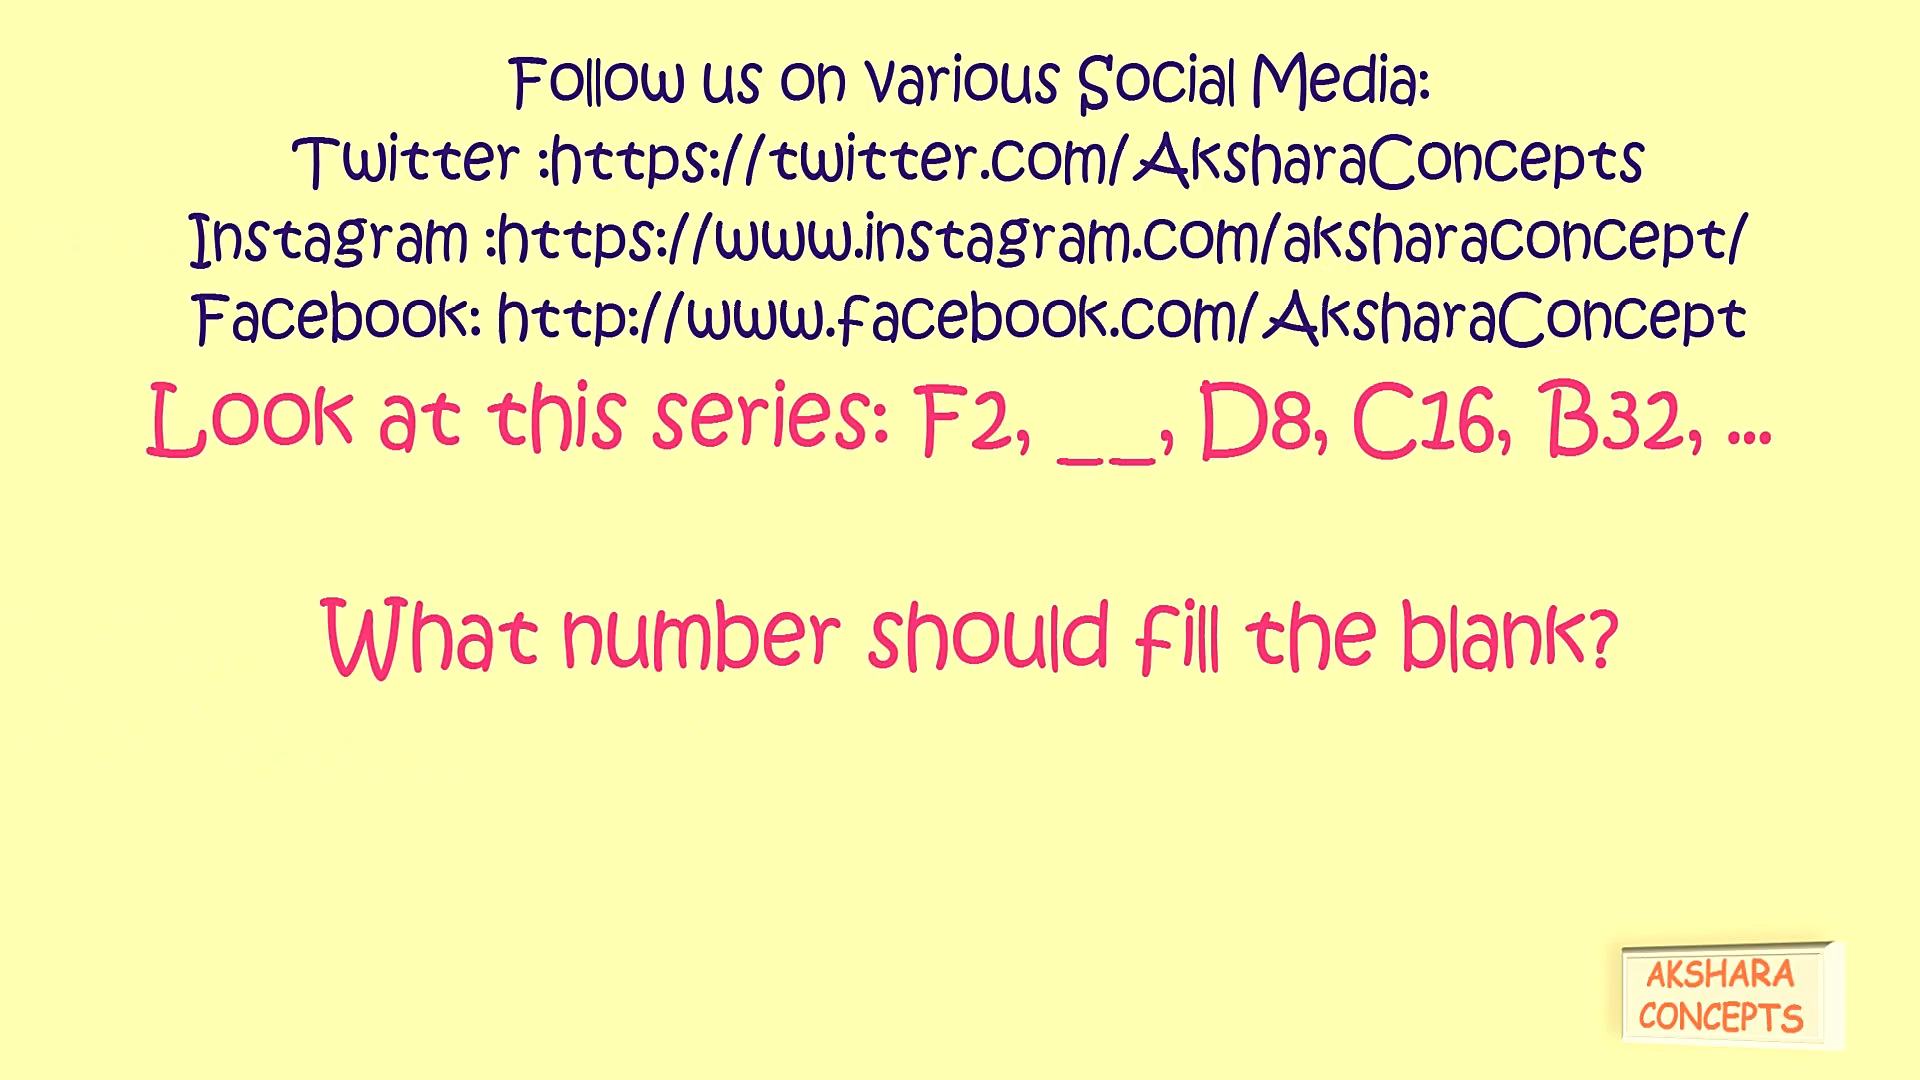 Follow us on various Social Media:
Twitter :https://twitter.com/AksharaConcepts
Instagram :https://www.instagram.com/aksharaconcept/
Facebook: http://www.facebook.com/AksharaConcept
Look at this series: F2, __, D8, C16, B32, ...
What number should fill the blank?
AKSHARA
CONCEPTS